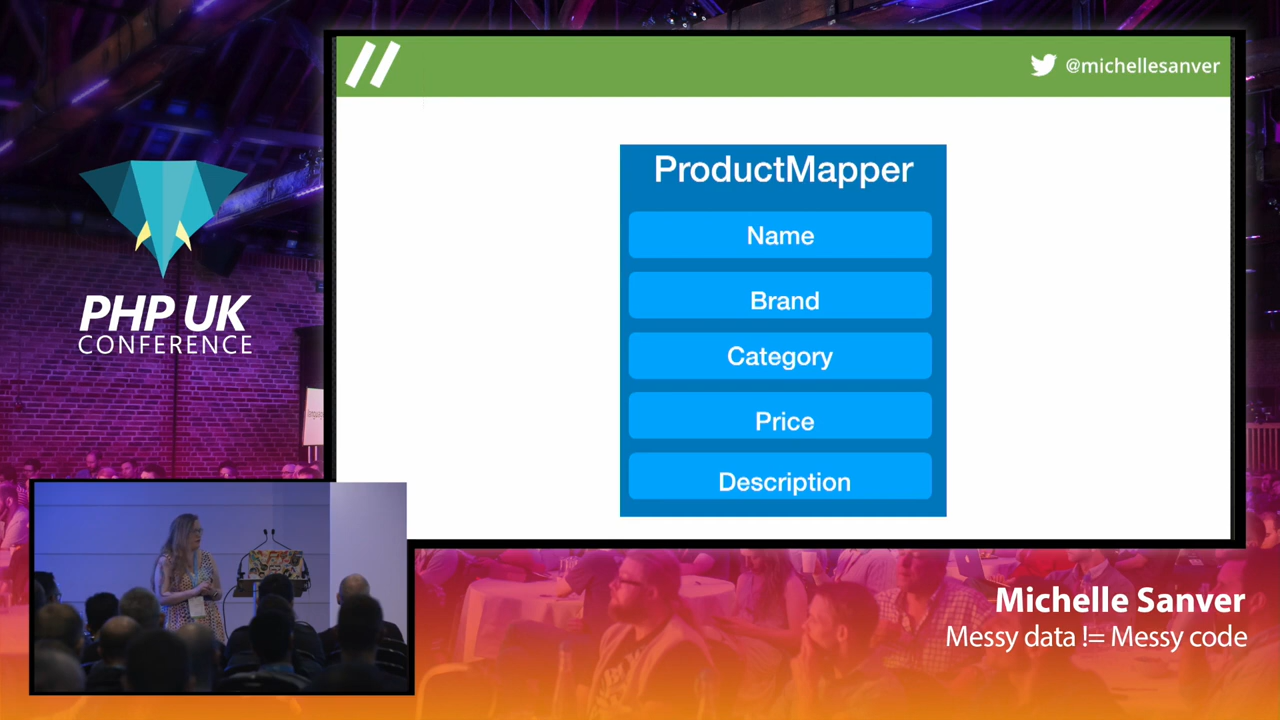 @michellesanver
ProductMapper
Name
Brand
Category
Price
Description
PHP UK
CONFERENCE
Michelle Sanver
Messy data != Messy code